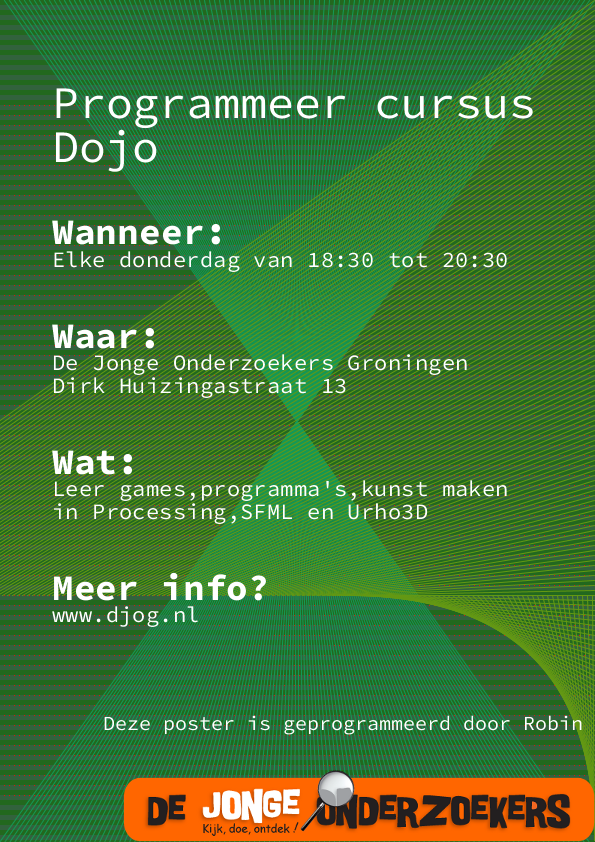 Programmeer cursus
Dojo
Wanneer:
Elke donderdag van 18:30 tot 20:30
Waar:
De Jonge Onderzoekers Groningen
Dirk Huizingastraat 13
Wat:
Leer games,programma's,kunst maken
in Processing,SFML en Urho3D
Meer info?
www.djog.nl
Deze poster is geprogrammeerd door Robin
DE JONGE ONDERZOEKERS
Kijk, doe, ontdek !